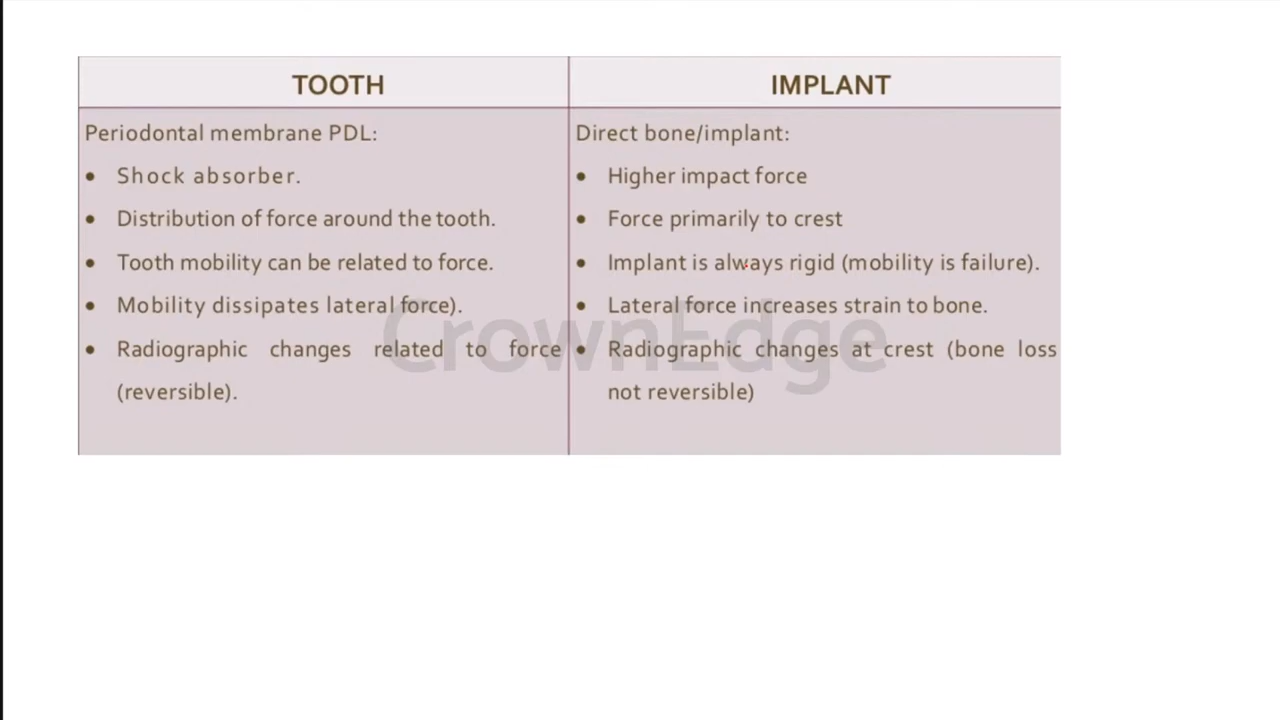 TOOTH
IMPLANT
Periodontal membrane PDL:
• Shock absorber.
• Distribution of force around the tooth.
• Tooth mobility can be related to force.
• Mobility dissipates lateral force).
• Radiographic changes related to force
(reversible).
Direct bone/implant:
• Higher impact force
• Force primarily to crest
• Implant is always rigid (mobility is failure).
• Lateral force increases strain to bone.
• Radiographic changes at crest (bone loss
not reversible)
CrownEdge